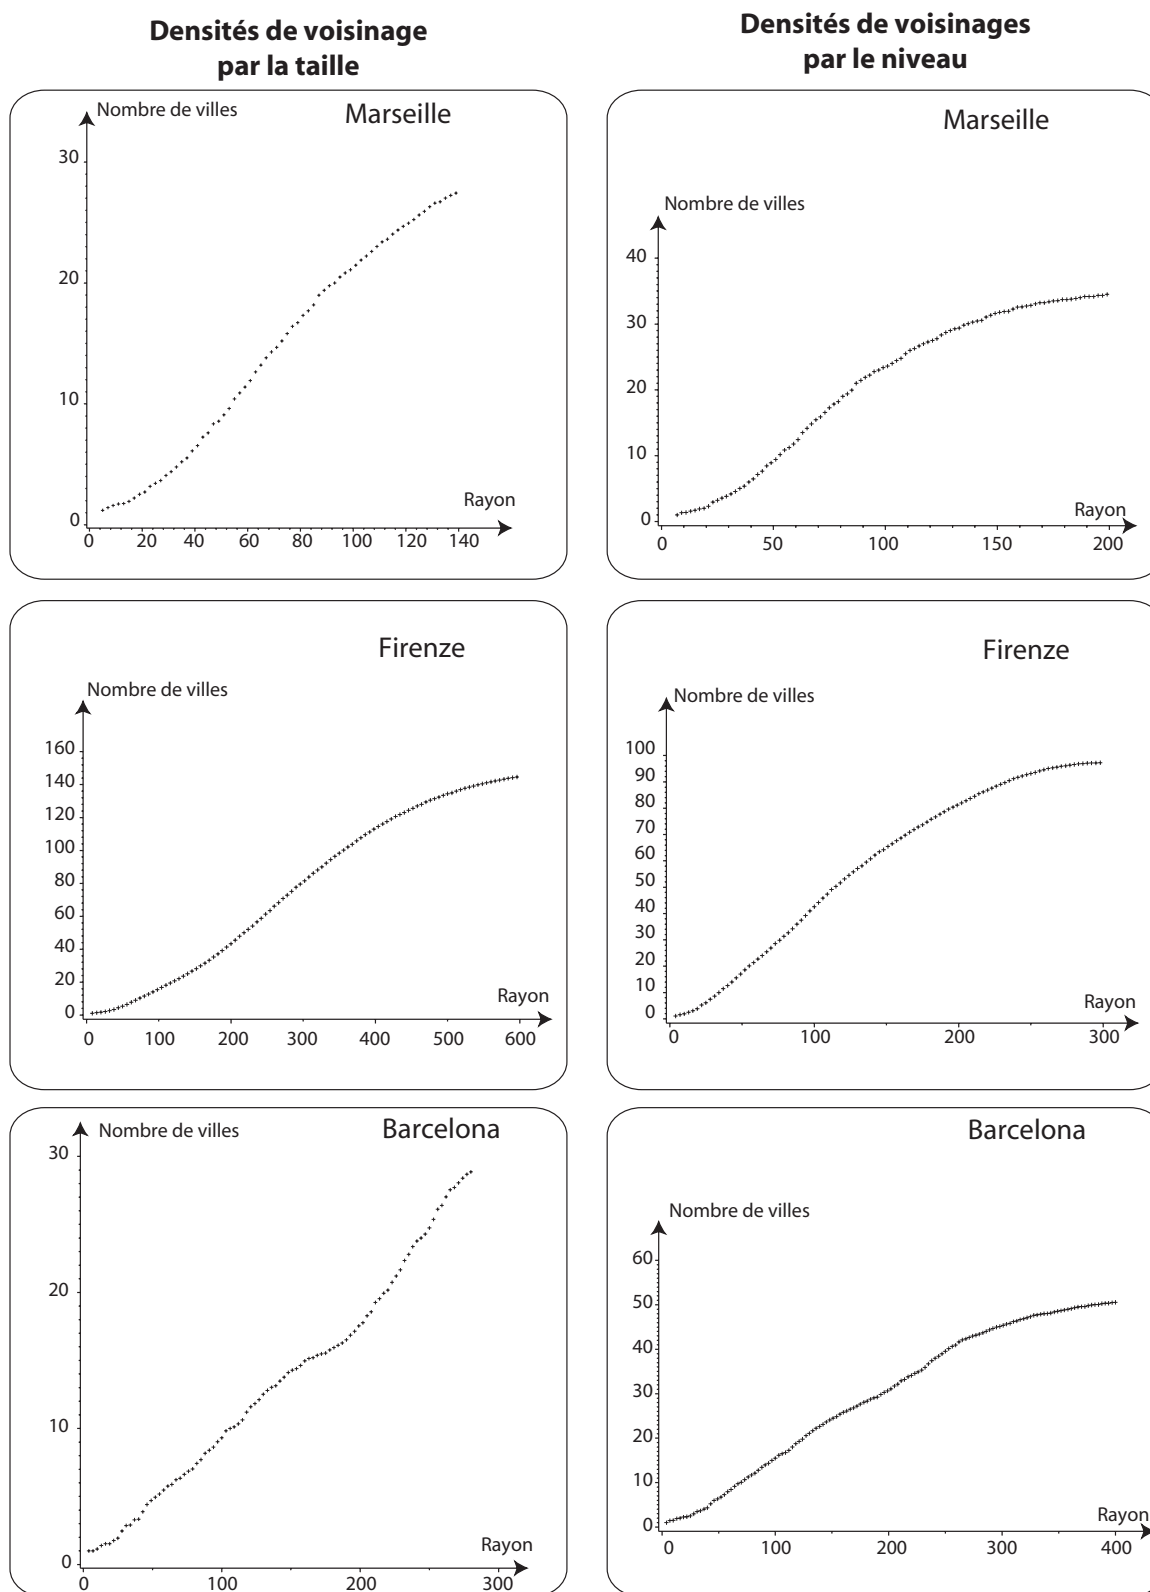 Densités de voisinage
par la taille
Densités de voisinages
par le niveau
Nombre de villes
Marseille
30
20
10
0
Rayon
0 20 40 60 80 100 120 140
Marseille
Nombre de villes
40
30
20
10
0
Rayon
0 50 100 150 200
Firenze
Nombre de villes
160
140
120
100
80
60
40
20
0
Rayon
0 100 200 300 400 500 600
Firenze
Nombre de villes
100
90
80
70
60
50
40
30
20
10
0
Rayon
0 100 200 300
Nombre de villes
Barcelona
30
20
10
0
Rayon
0 100 200 300
Barcelona
Nombre de villes
60
50
40
30
20
10
0
Rayon
0 100 200 300 400